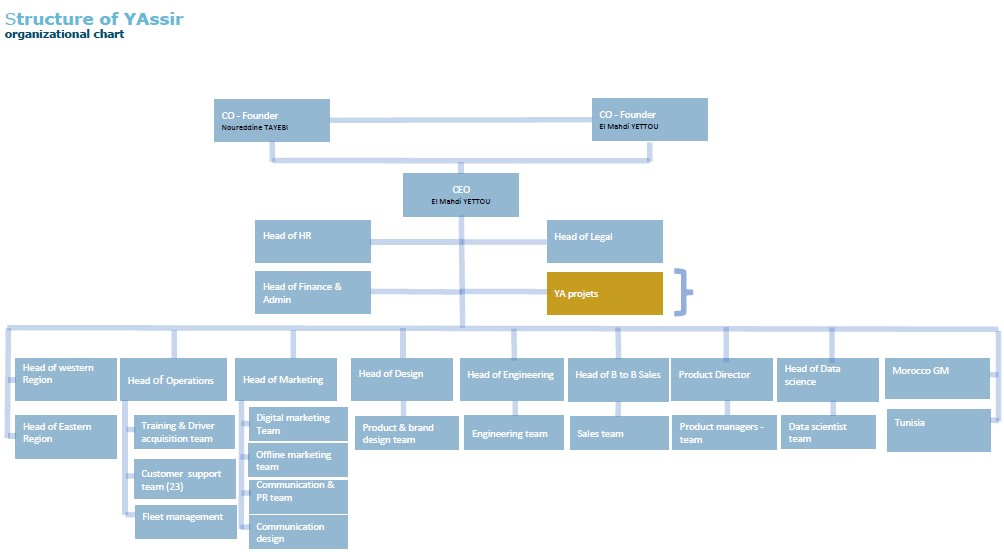 Structure of YAssir
organizational chart
CO - Founder
Noureddine TAYEBI
CO - Founder
El Mahdi YETTOU
CEO
El Mahdi YETTOU
Head of HR
Head of Legal
Head of Finance &
Admin
YA projets
Head of western
Region
Head of Operations
Head of Marketing
Head of Design
Head of Engineering
Head of B to B Sales
Product Director
Head of Data
science
Morocco GM
Head of Eastern
Region
Training & Driver
acquisition team
Customer support
team (23)
Fleet management
Digital marketing
Team
Offline marketing
team
Communication &
PR team
Communication
design
Product & brand
design team
Engineering team
Sales team
Product managers -
team
Data scientist
team
Tunisia